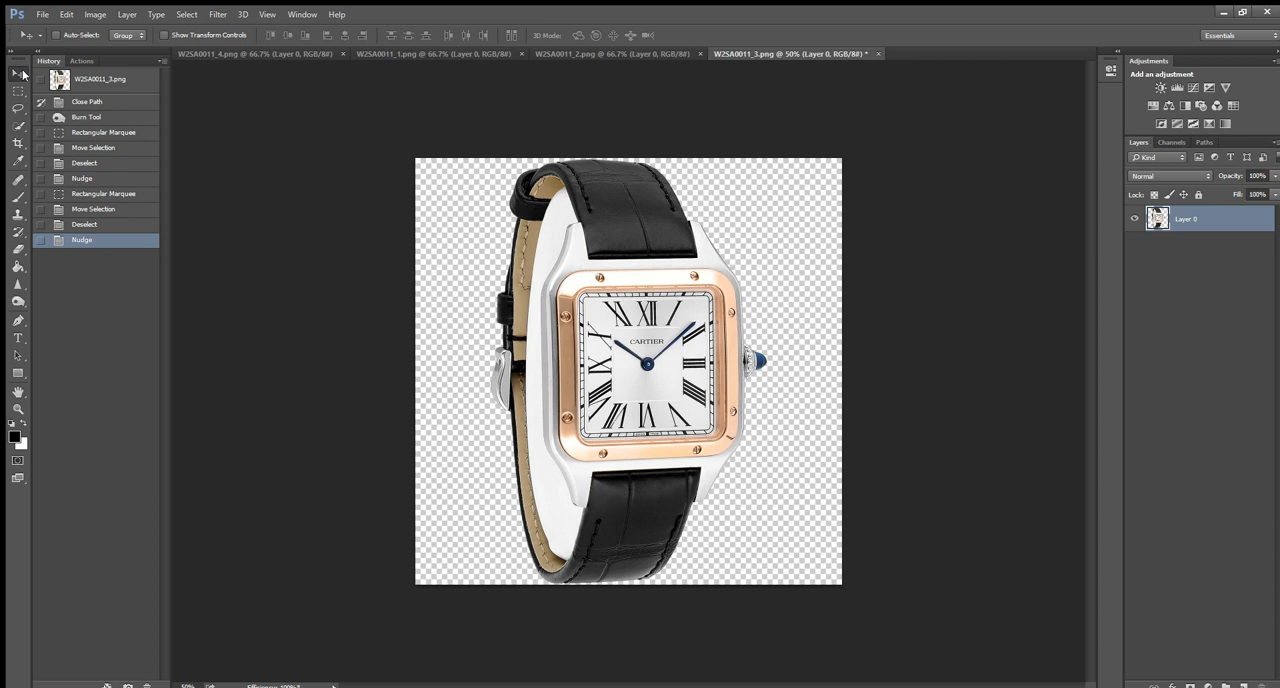 Ps File Edit Image Layer Type Select Filter 3D View Window Help
Auto-Select: Group Show Transform Controls 3D Mode: Essentials
W2SA0011_4.png @ 66.7% (Layer 0, RGB/8#) × W2SA0011_1.png @ 66.7% (Layer 0, RGB/8#) × W2SA0011_2.png @ 66.7% (Layer 0, RGB/8#) × W2SA0011_3.png @ 50% (Layer 0, RGB/8#) * ×
History Actions
W2SA0011_3.png
Close Path
Burn Tool
Rectangular Marquee
Move Selection
Deselect
Nudge
Rectangular Marquee
Move Selection
Deselect
Nudge
XII
CARTIER
Adjustments
Add an adjustment
Layers Channels Paths
Kind
Normal Opacity: 100%
Lock: Fill: 100%
Layer 0
50% Efficiency: 100%*